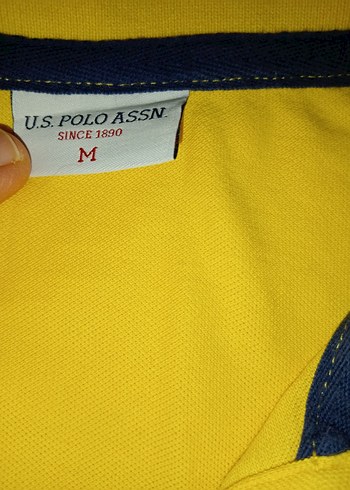 U.S. POLO ASSN.
SINCE 1890
M